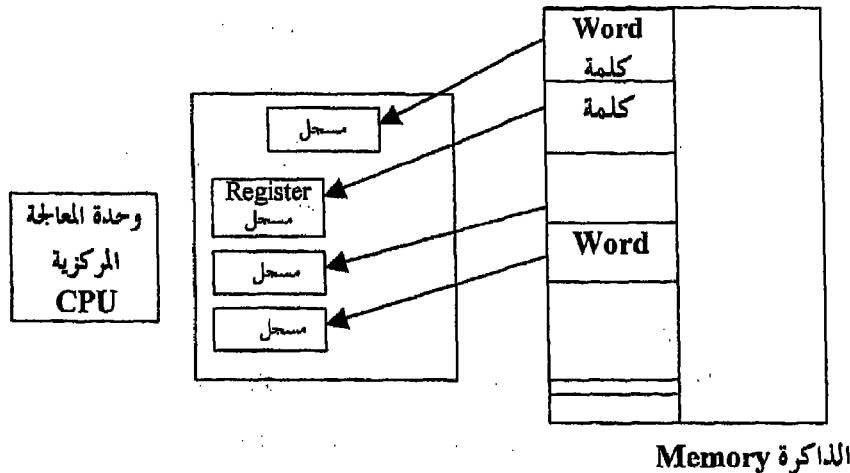 Word
كلمة
كلمة
Word
مسجل
Register
مسجل
مسجل
مسجل
وحدة المعالجة
المركزية
CPU
الذاكرة Memory